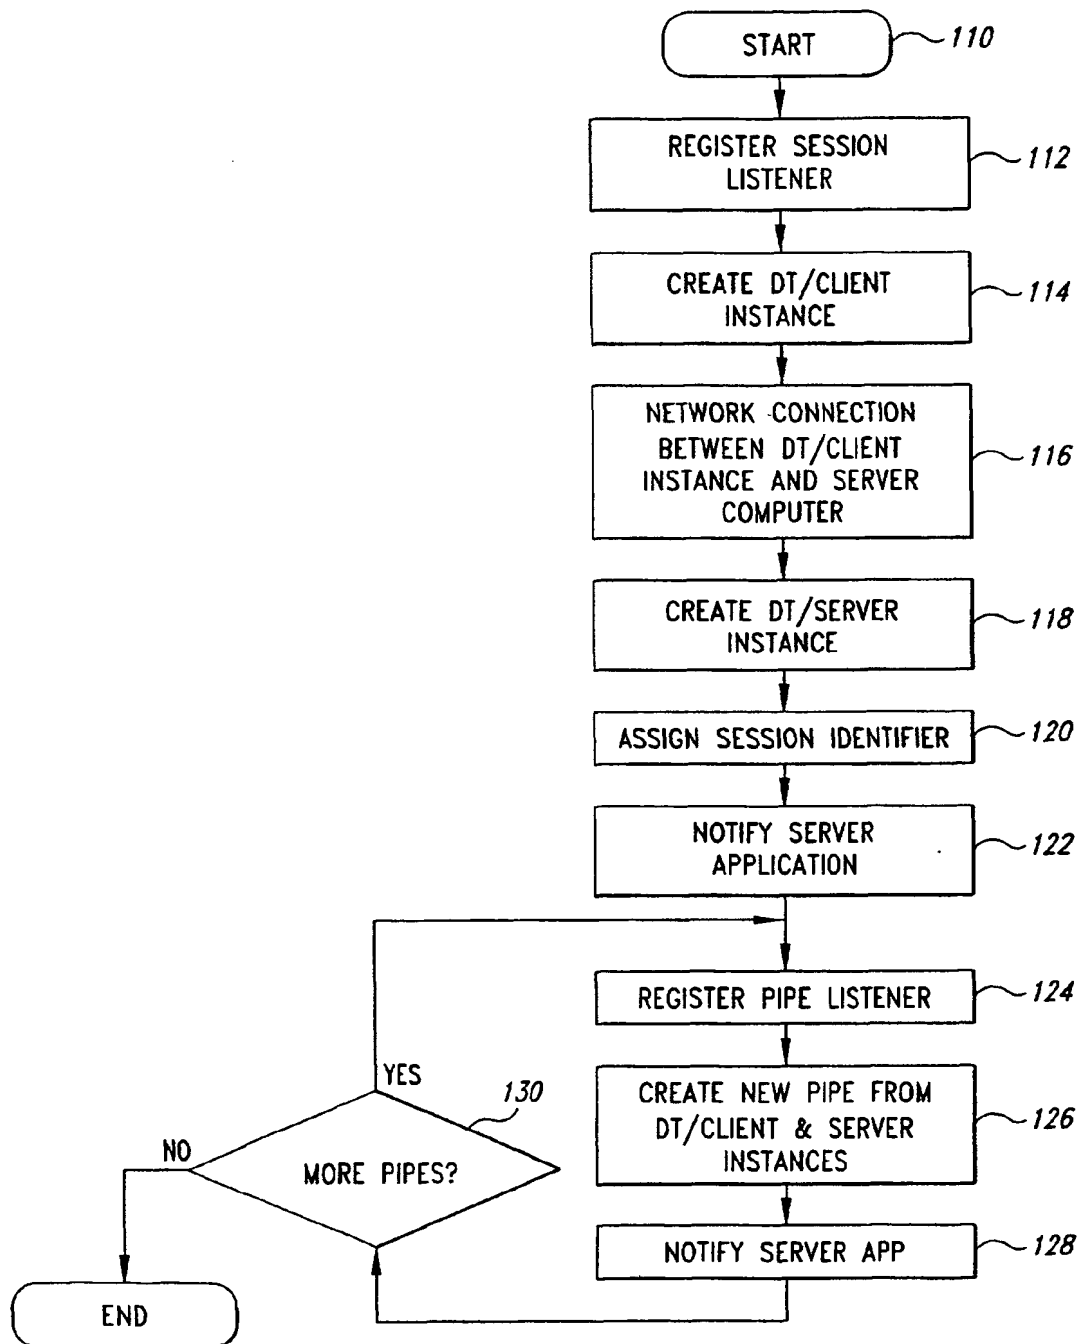 START
110
REGISTER SESSION
LISTENER
112
CREATE DT/CLIENT
INSTANCE
114
NETWORK CONNECTION
BETWEEN DT/CLIENT
INSTANCE AND SERVER
COMPUTER
116
CREATE DT/SERVER
INSTANCE
118
ASSIGN SESSION IDENTIFIER
120
NOTIFY SERVER
APPLICATION
122
REGISTER PIPE LISTENER
124
CREATE NEW PIPE FROM
DT/CLIENT & SERVER
INSTANCES
126
NOTIFY SERVER APP
128
YES
130
NO
MORE PIPES?
END